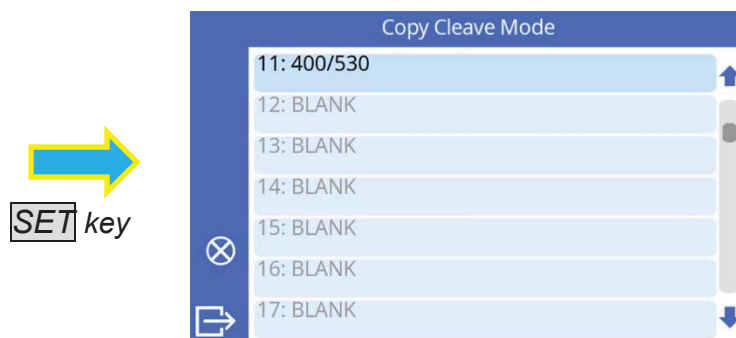 Copy Cleave Mode
11: 400/530
12: BLANK
13: BLANK
14: BLANK
SET key
15: BLANK
16: BLANK
17: BLANK